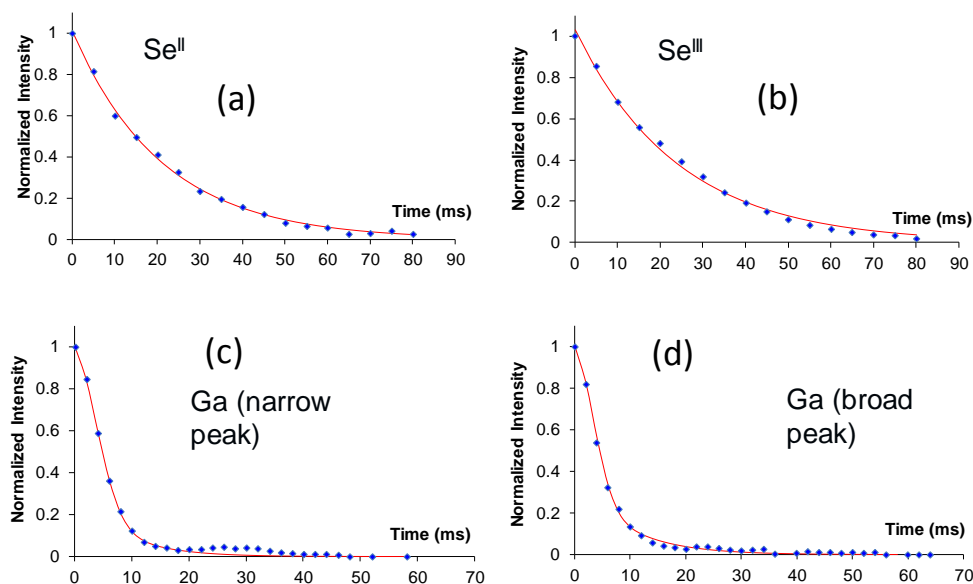 Se^II
(a)
Normalized Intensity
1
0.8
0.6
0.4
0.2
0
Time (ms)
0 10 20 30 40 50 60 70 80 90
Se^III
(b)
Normalized Intensity
1
0.8
0.6
0.4
0.2
0
Time (ms)
0 10 20 30 40 50 60 70 80 90
(c)
Ga (narrow
peak)
Normalized Intensity
1
0.8
0.6
0.4
0.2
0
Time (ms)
0 10 20 30 40 50 60 70
(d)
Ga (broad
peak)
Normalized Intensity
1
0.8
0.6
0.4
0.2
0
Time (ms)
0 10 20 30 40 50 60 70